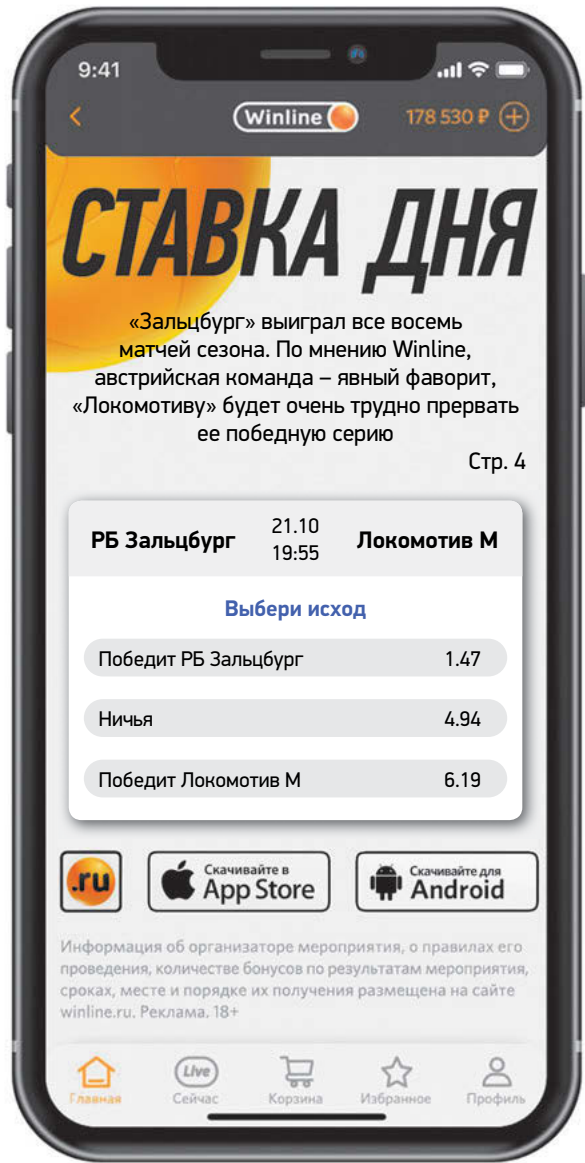 9:41
Winline
178 530 ₽
СТАВКА ДНЯ
«Зальцбург» выиграл все восемь
матчей сезона. По мнению Winline,
австрийская команда – явный фаворит,
«Локомотиву» будет очень трудно прервать
ее победную серию
Стр. 4
РБ Зальцбург 21.10 Локомотив М
19:55
Выбери исход
Победит РБ Зальцбург 1.47
Ничья 4.94
Победит Локомотив М 6.19
.ru
Скачивайте в
App Store
Скачивайте для
Android
Информация об организаторе мероприятия, о правилах его
проведения, количестве бонусов по результатам мероприятия,
сроках, месте и порядке их получения размещена на сайте
winline.ru. Реклама. 18+
Live
Главная Сейчас Корзина Избранное Профиль